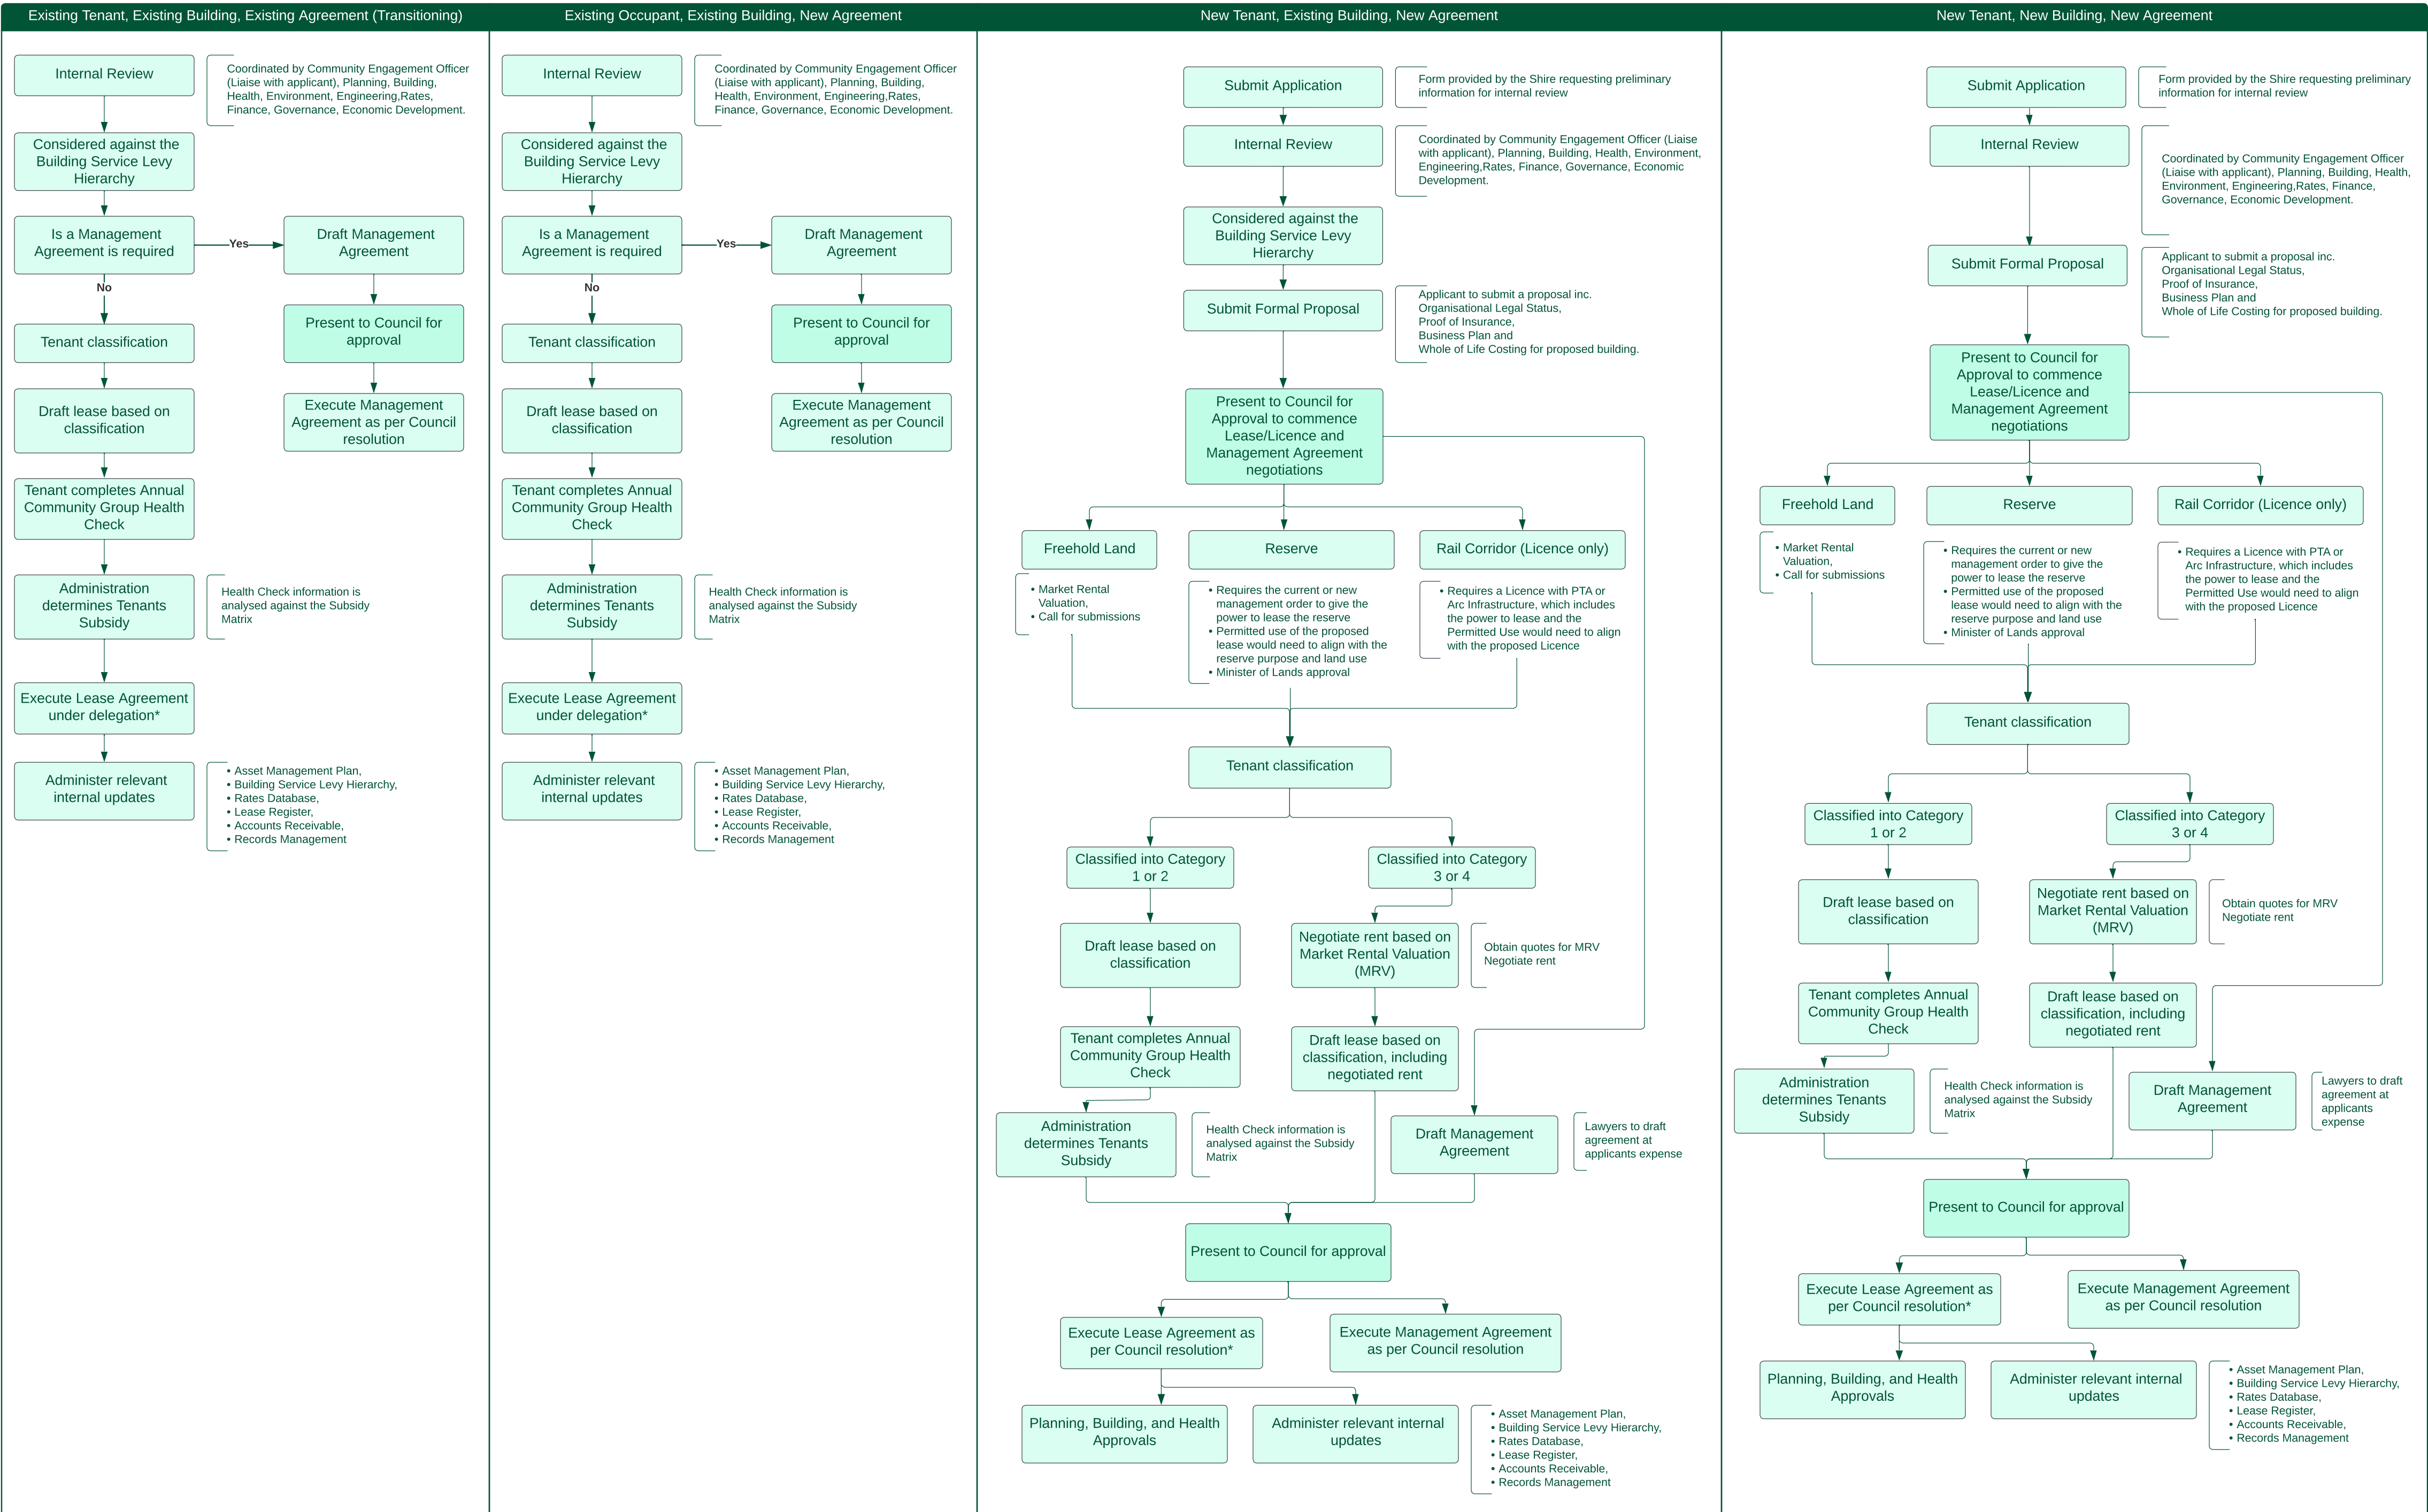 Existing Tenant, Existing Building, Existing Agreement (Transitioning)
Internal Review
Coordinated by Community Engagement Officer
(Liaise with applicant), Planning, Building,
Health, Environment, Engineering,Rates,
Finance, Governance, Economic Development.
Considered against the
Building Service Levy
Hierarchy
Is a Management
Agreement is required
Yes
Draft Management
Agreement
No
Present to Council for
approval
Tenant classification
Execute Management
Agreement as per Council
resolution
Draft lease based on
classification
Tenant completes Annual
Community Group Health
Check
Administration
determines Tenants
Subsidy
Health Check information is
analysed against the Subsidy
Matrix
Execute Lease Agreement
under delegation*
Administer relevant
internal updates
• Asset Management Plan,
• Building Service Levy Hierarchy,
• Rates Database,
• Lease Register,
• Accounts Receivable,
• Records Management
Existing Occupant, Existing Building, New Agreement
Internal Review
Coordinated by Community Engagement Officer
(Liaise with applicant), Planning, Building,
Health, Environment, Engineering,Rates,
Finance, Governance, Economic Development.
Considered against the
Building Service Levy
Hierarchy
Is a Management
Agreement is required
Yes
Draft Management
Agreement
No
Present to Council for
approval
Tenant classification
Execute Management
Agreement as per Council
resolution
Draft lease based on
classification
Tenant completes Annual
Community Group Health
Check
Administration
determines Tenants
Subsidy
Health Check information is
analysed against the Subsidy
Matrix
Execute Lease Agreement
under delegation*
Administer relevant
internal updates
• Asset Management Plan,
• Building Service Levy Hierarchy,
• Rates Database,
• Lease Register,
• Accounts Receivable,
• Records Management
New Tenant, Existing Building, New Agreement
Submit Application
Form provided by the Shire requesting preliminary
information for internal review
Internal Review
Coordinated by Community Engagement Officer (Liaise
with applicant), Planning, Building, Health, Environment,
Engineering,Rates, Finance, Governance, Economic
Development.
Considered against the
Building Service Levy
Hierarchy
Submit Formal Proposal
Applicant to submit a proposal inc.
Organisational Legal Status,
Proof of Insurance,
Business Plan and
Whole of Life Costing for proposed building.
Present to Council for
Approval to commence
Lease/Licence and
Management Agreement
negotiations
Freehold Land
Reserve
Rail Corridor (Licence only)
• Market Rental
Valuation,
• Call for submissions
• Requires the current or new
management order to give the
power to lease the reserve
• Permitted use of the proposed
lease would need to align with the
reserve purpose and land use
• Minister of Lands approval
• Requires a Licence with PTA or
Arc Infrastructure, which includes
the power to lease and the
Permitted Use would need to align
with the proposed Licence
Tenant classification
Classified into Category
1 or 2
Classified into Category
3 or 4
Draft lease based on
classification
Negotiate rent based on
Market Rental Valuation
(MRV)
Obtain quotes for MRV
Negotiate rent
Tenant completes Annual
Community Group Health
Check
Draft lease based on
classification, including
negotiated rent
Administration
determines Tenants
Subsidy
Health Check information is
analysed against the Subsidy
Matrix
Draft Management
Agreement
Lawyers to draft
agreement at
applicants expense
Present to Council for approval
Execute Lease Agreement as
per Council resolution*
Execute Management Agreement
as per Council resolution
Planning, Building, and Health
Approvals
Administer relevant internal
updates
• Asset Management Plan,
• Building Service Levy Hierarchy,
• Rates Database,
• Lease Register,
• Accounts Receivable,
• Records Management
New Tenant, New Building, New Agreement
Submit Application
Form provided by the Shire requesting preliminary
information for internal review
Internal Review
Coordinated by Community Engagement Officer
(Liaise with applicant), Planning, Building, Health,
Environment, Engineering,Rates, Finance,
Governance, Economic Development.
Submit Formal Proposal
Applicant to submit a proposal inc.
Organisational Legal Status,
Proof of Insurance,
Business Plan and
Whole of Life Costing for proposed building.
Present to Council for
Approval to commence
Lease/Licence and
Management Agreement
negotiations
Freehold Land
Reserve
Rail Corridor (Licence only)
• Market Rental
Valuation,
• Call for submissions
• Requires the current or new
management order to give the
power to lease the reserve
• Permitted use of the proposed
lease would need to align with the
reserve purpose and land use
• Minister of Lands approval
• Requires a Licence with PTA or
Arc Infrastructure, which includes
the power to lease and the
Permitted Use would need to align
with the proposed Licence
Tenant classification
Classified into Category
1 or 2
Classified into Category
3 or 4
Draft lease based on
classification
Negotiate rent based on
Market Rental Valuation
(MRV)
Obtain quotes for MRV
Negotiate rent
Tenant completes Annual
Community Group Health
Check
Draft lease based on
classification, including
negotiated rent
Administration
determines Tenants
Subsidy
Health Check information is
analysed against the Subsidy
Matrix
Draft Management
Agreement
Lawyers to draft
agreement at
applicants
expense
Present to Council for approval
Execute Lease Agreement as
per Council resolution*
Execute Management Agreement
as per Council resolution
Planning, Building, and Health
Approvals
Administer relevant internal
updates
• Asset Management Plan,
• Building Service Levy Hierarchy,
• Rates Database,
• Lease Register,
• Accounts Receivable,
• Records Management